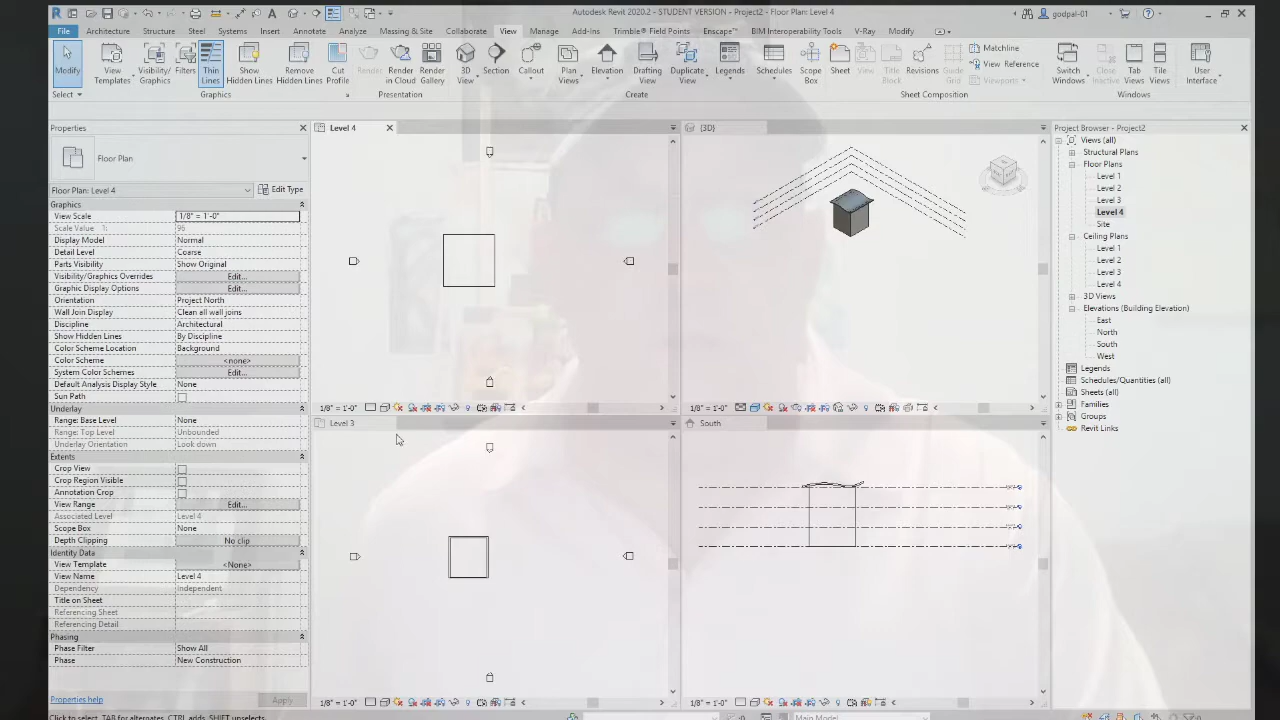 Autodesk Revit 2020.2 - STUDENT VERSION - Project2 - Floor Plan: Level 4
godpal-01
File Architecture Structure Steel Systems Insert Annotate Analyze Massing & Site Collaborate View Manage Add-Ins Trimble® Field Points Enscape™ BIM Interoperability Tools V-Ray Modify
Modify
View Templates
Visibility/ Graphics
Filters
Thin Lines
Show Hidden Lines
Remove Hidden Lines
Cut Profile
Render
Render in Cloud
Render Gallery
3D View
Section
Callout
Plan Views
Elevation
Drafting View
Duplicate View
Legends
Schedules
Scope Box
Sheet
View
Title Block
Revisions
Guide Grid
Matchline
View Reference
Viewports
Switch Windows
Close Inactive
Tab Views
Tile Views
User Interface
Select Graphics Presentation Create Sheet Composition Windows
Properties
Floor Plan
Floor Plan: Level 4 Edit Type
Graphics
View Scale 1/8" = 1'-0"
Scale Value 1: 96
Display Model Normal
Detail Level Coarse
Parts Visibility Show Original
Visibility/Graphics Overrides Edit...
Graphic Display Options Edit...
Orientation Project North
Wall Join Display Clean all wall joins
Discipline Architectural
Show Hidden Lines By Discipline
Color Scheme Location Background
Color Scheme <none>
System Color Schemes Edit...
Default Analysis Display Style None
Sun Path
Underlay
Range: Base Level None
Range: Top Level Unbounded
Underlay Orientation Look down
Extents
Crop View
Crop Region Visible
Annotation Crop
View Range Edit...
Associated Level Level 4
Scope Box None
Depth Clipping No clip
Identity Data
View Template <None>
View Name Level 4
Dependency Independent
Title on Sheet
Referencing Sheet
Referencing Detail
Phasing
Phase Filter Show All
Phase New Construction
Properties help Apply
Level 4
1/8" = 1'-0"
{3D}
1/8" = 1'-0"
Level 3
1/8" = 1'-0"
South
1/8" = 1'-0"
Project Browser - Project2
Views (all)
Structural Plans
Floor Plans
Level 1
Level 2
Level 3
Level 4
Site
Ceiling Plans
Level 1
Level 2
Level 3
Level 4
3D Views
Elevations (Building Elevation)
East
North
South
West
Legends
Schedules/Quantities (all)
Sheets (all)
Families
Groups
Revit Links
Click to select, TAB for alternates, CTRL adds, SHIFT unselects.
Main Model